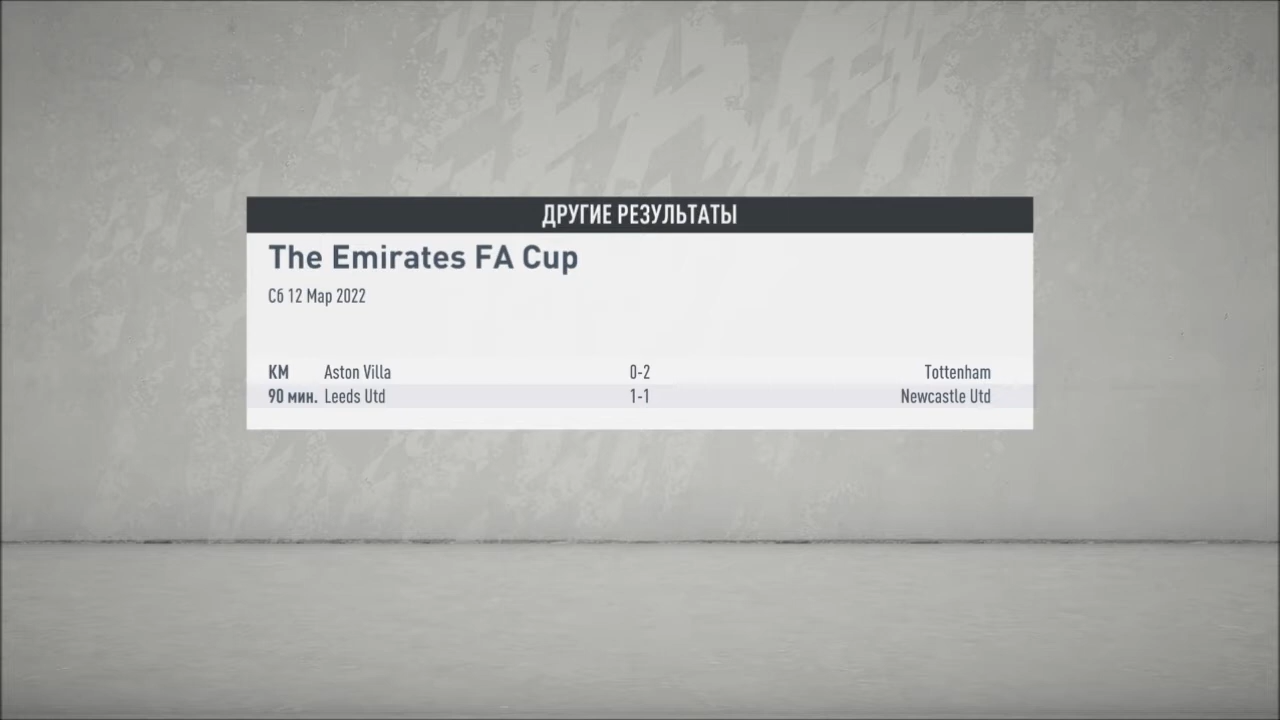 ДРУГИЕ РЕЗУЛЬТАТЫ
The Emirates FA Cup
Сб 12 Мар 2022
КМ Aston Villa 0-2 Tottenham
90 мин. Leeds Utd 1-1 Newcastle Utd